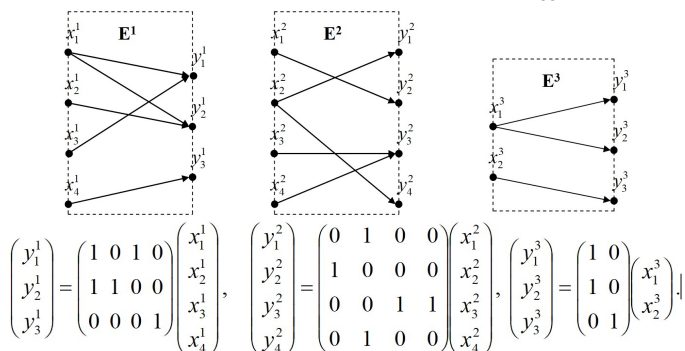 x₁¹ E¹ y₁¹ x₁² E² y₁²
x₂¹ y₂¹ x₂² y₂² E³ y₁³
x₃¹ y₃¹ x₃² y₃² x₁³ y₂³
x₄¹ x₄² y₄² x₂³ y₃³
(y₁¹ y₂¹ y₃¹) = (1 0 1 0; 1 1 0 0; 0 0 0 1) (x₁¹ x₂¹ x₃¹ x₄¹), (y₁² y₂² y₃² y₄²) = (0 1 0 0; 1 0 0 0; 0 0 1 1; 0 1 0 0) (x₁² x₂² x₃² x₄²), (y₁³ y₂³ y₃³) = (1 0; 1 0; 0 1) (x₁³ x₂³).